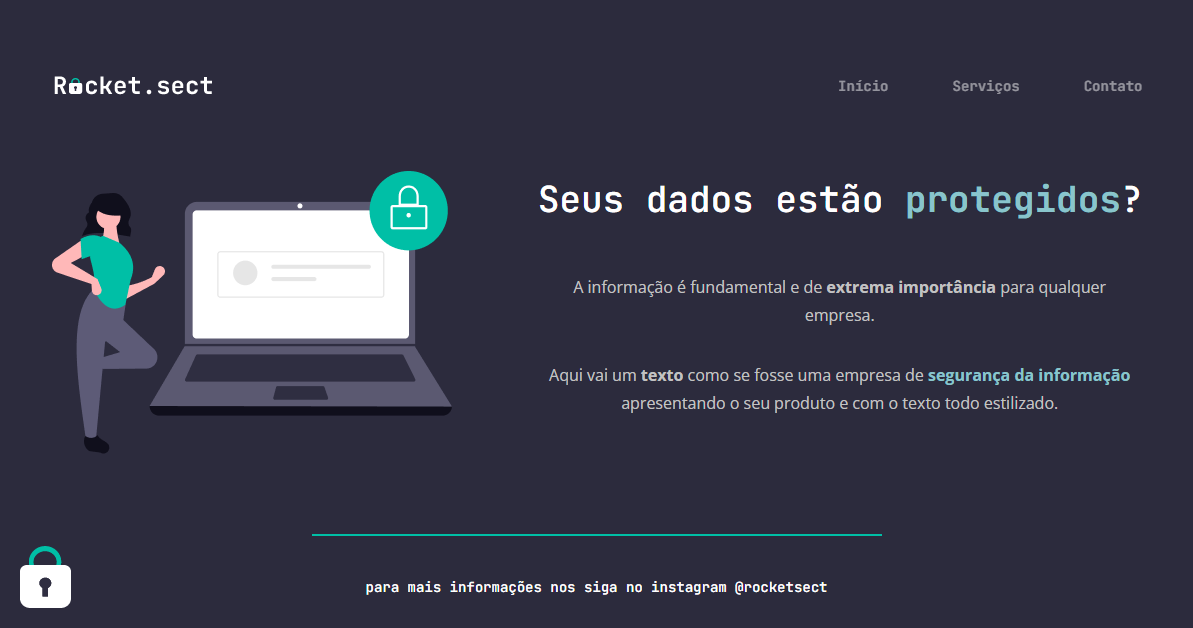 Rocket.sect
Início Serviços Contato
Seus dados estão protegidos?
A informação é fundamental e de extrema importância para qualquer
empresa.
Aqui vai um texto como se fosse uma empresa de segurança da informação
apresentando o seu produto e com o texto todo estilizado.
para mais informações nos siga no instagram @rocketsect